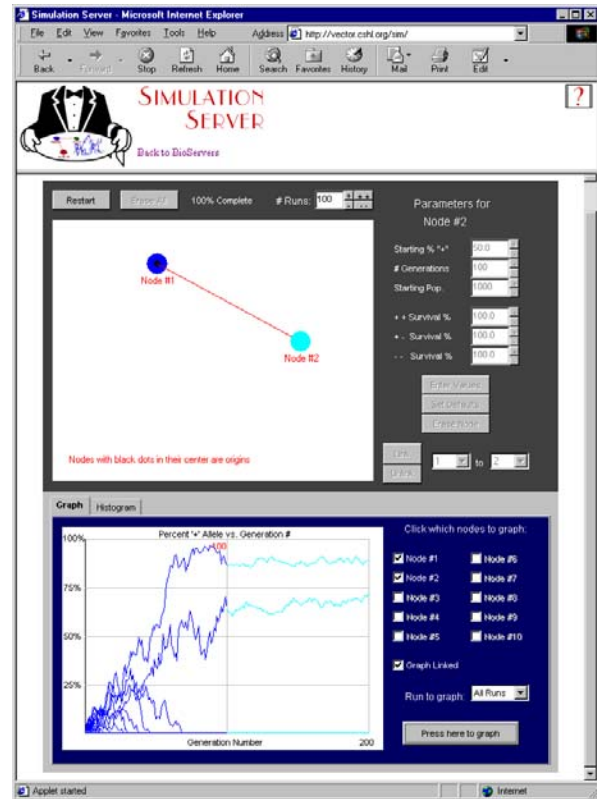 Simulation Server - Microsoft Internet Explorer
File Edit View Favorites Tools Help Address http://vector.cshl.org/sim/
Back Forward Stop Refresh Home Search Favorites History Mail Print Edit
SIMULATION
SERVER
Back to BioServers
?
Restart Erase All 100% Complete # Runs: 100
Node #1
Node #2
Nodes with black dots in their center are origins
Parameters for
Node #2
Starting % "+" 50.0
# Generations 100
Starting Pop. 1000
+ + Survival % 100.0
+ - Survival % 100.0
- - Survival % 100.0
Enter Values
Set Defaults
Erase Node
Link
Unlink
1 to 2
Graph Histogram
Percent '+' Allele vs. Generation #
100% 100
75%
50%
25%
Generation Number 200
Click which nodes to graph:
Node #1 Node #6
Node #2 Node #7
Node #3 Node #8
Node #4 Node #9
Node #5 Node #10
Graph Linked
Run to graph: All Runs
Press here to graph
Applet started Internet